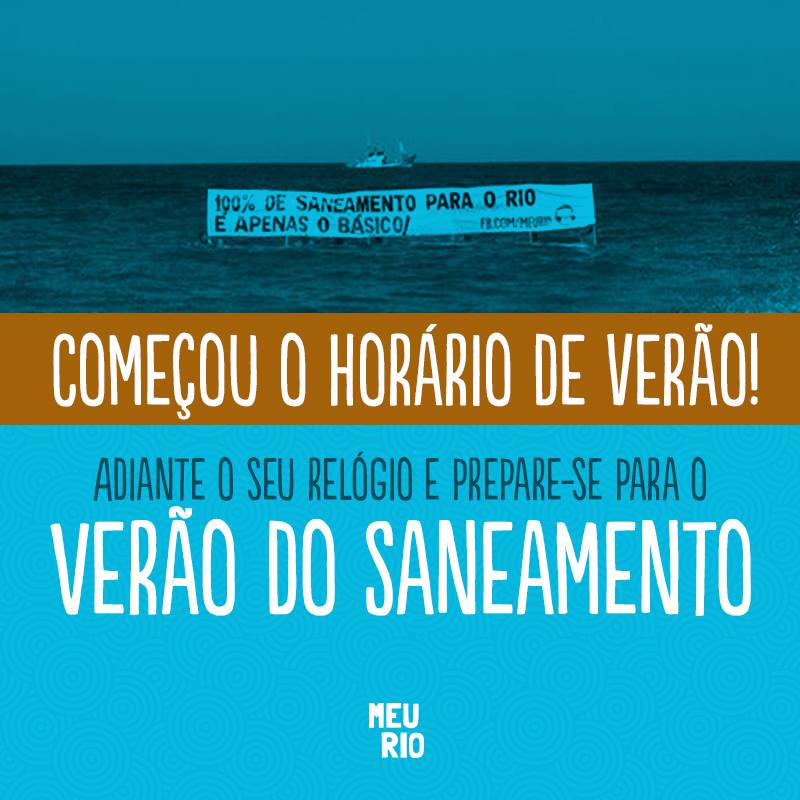 100% DE SANEAMENTO PARA O RIO
É APENAS O BÁSICO!
FB.COM/MEURIO
COMEÇOU O HORÁRIO DE VERÃO!
ADIANTE O SEU RELÓGIO E PREPARE-SE PARA O
VERÃO DO SANEAMENTO
MEU
RIO